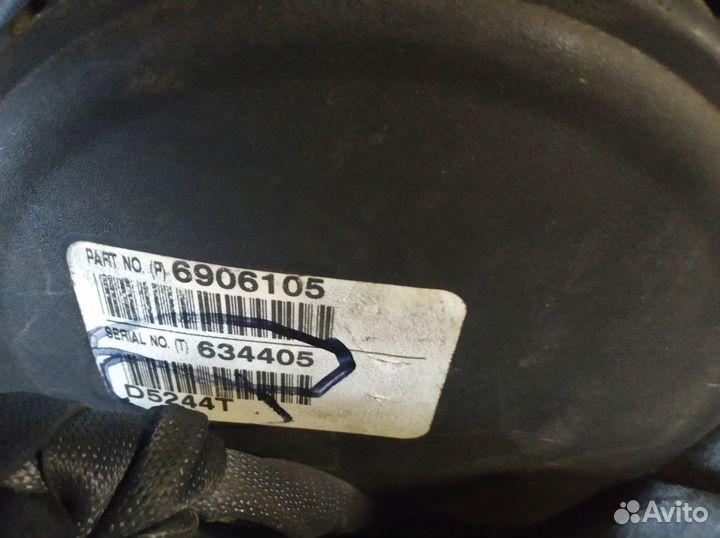 PART NO. (P) 6906105
SERIAL NO. (T) 634405
D5244T
Avito